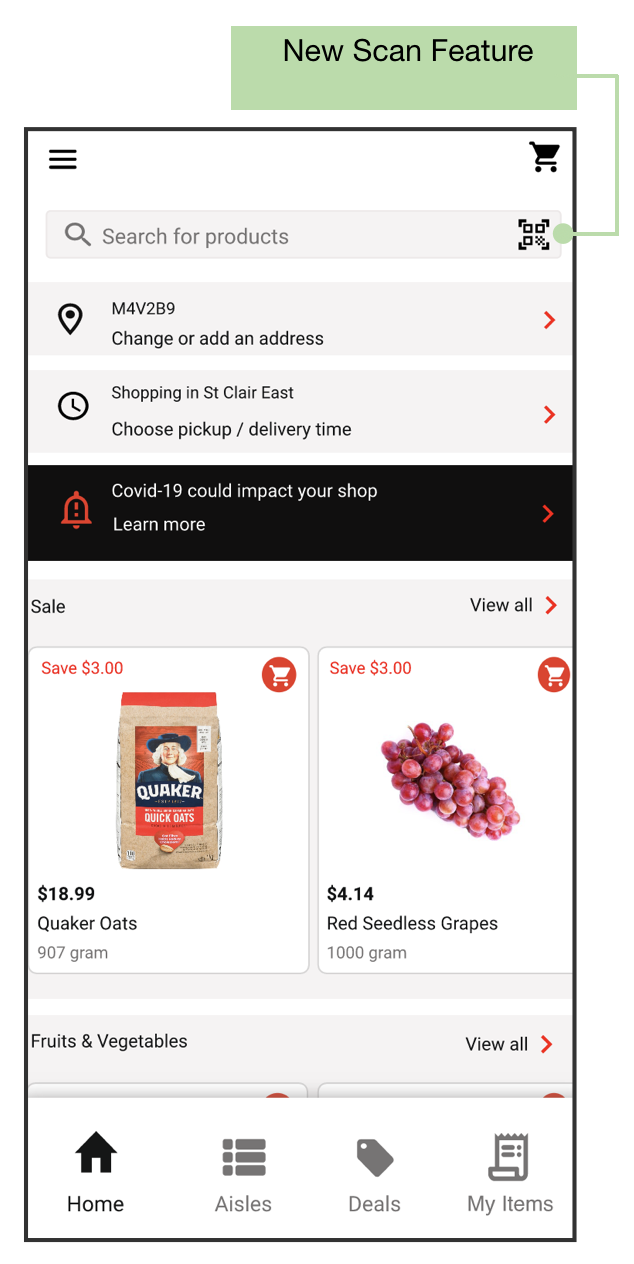 New Scan Feature
Search for products
M4V2B9
Change or add an address
Shopping in St Clair East
Choose pickup / delivery time
Covid-19 could impact your shop
Learn more
Sale
View all
Save $3.00
Save $3.00
QUAKER
QUICK OATS
$18.99
$4.14
Quaker Oats
Red Seedless Grapes
907 gram
1000 gram
Fruits & Vegetables
View all
Home
Aisles
Deals
My Items